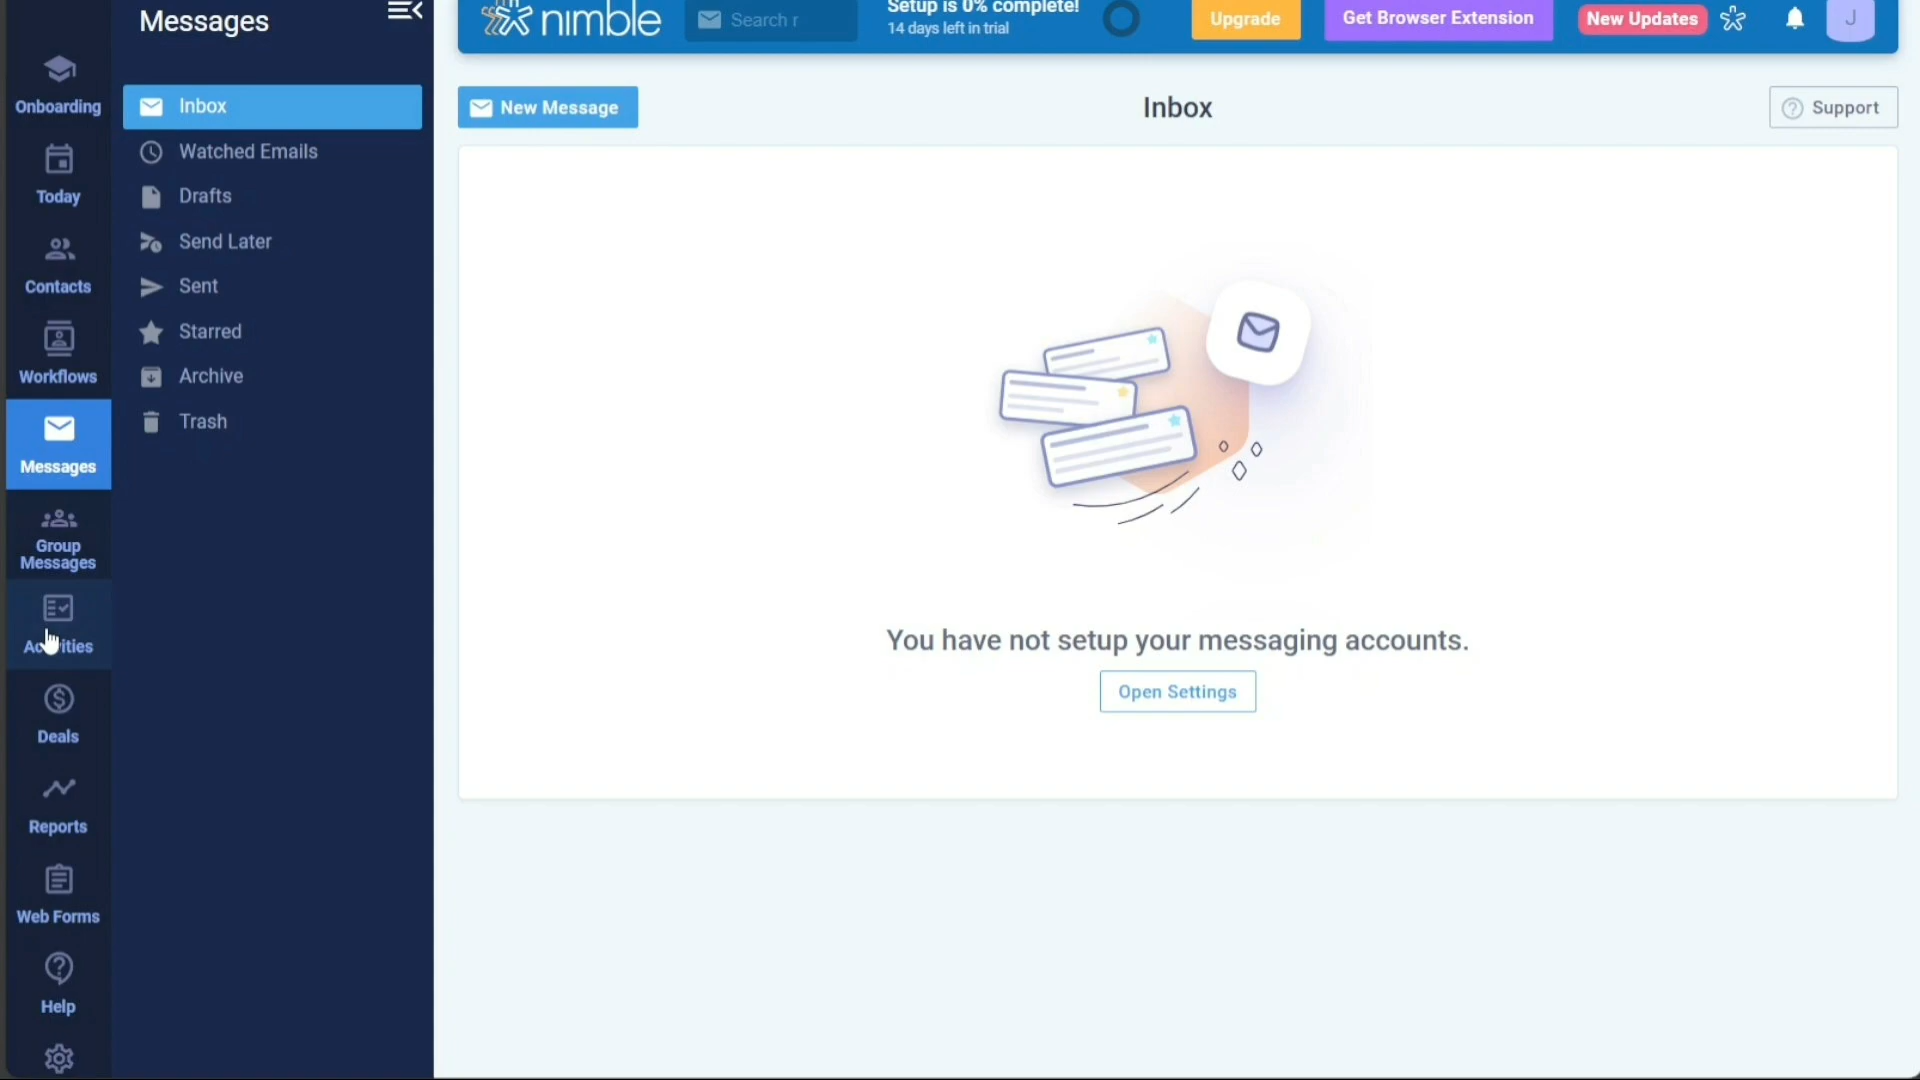 Onboarding
Today
Contacts
Workflows
Messages
Group
Messages
Deals
Reports
Web Forms
Help
Messages
Inbox
Watched Emails
Drafts
Send Later
Sent
Starred
Archive
Trash
nimble
Search r
Setup is 0% complete!
14 days left in trial
Upgrade
Get Browser Extension
New Updates
J
New Message
Inbox
Support
You have not setup your messaging accounts.
Open Settings